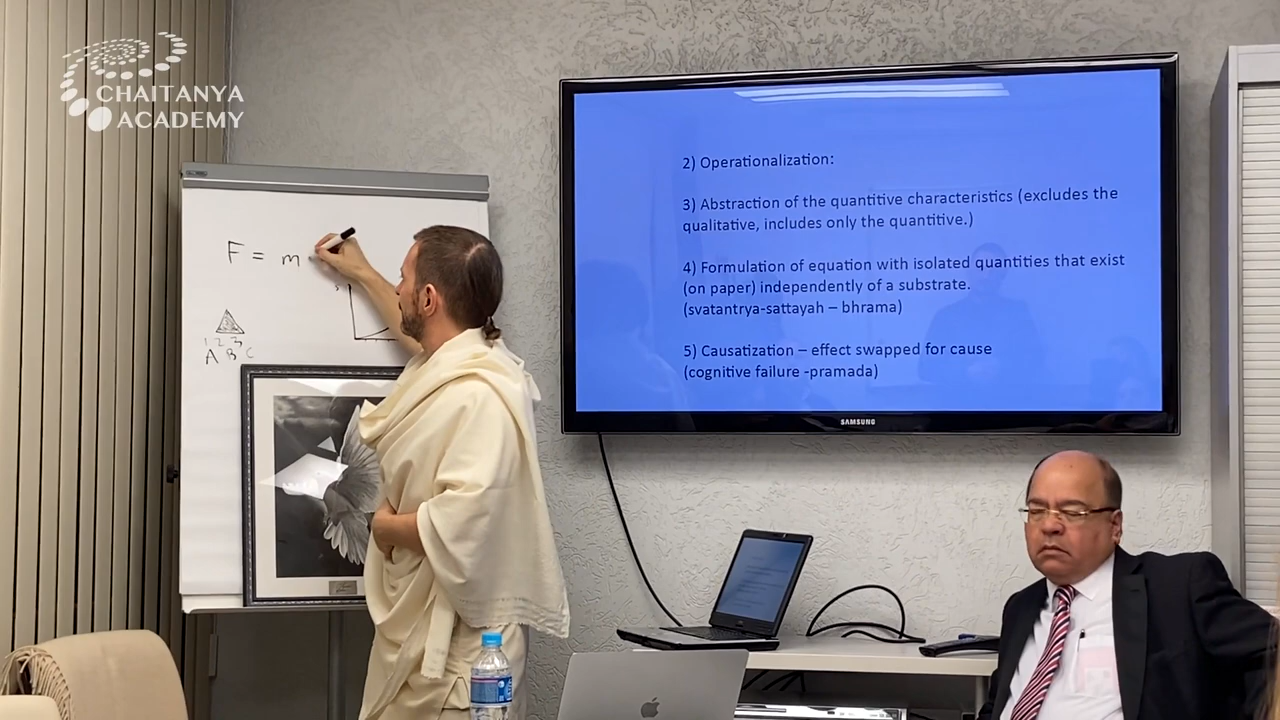 CHAITANYA
ACADEMY
F = m
1 2 3
A B C
2) Operationalization:
3) Abstraction of the quantitive characteristics (excludes the
qualitative, includes only the quantitive.)
4) Formulation of equation with isolated quantities that exist
(on paper) independently of a substrate.
(svatantrya-sattayah – bhrama)
5) Causatization – effect swapped for cause
(cognitive failure -pramada)
SAMSUNG